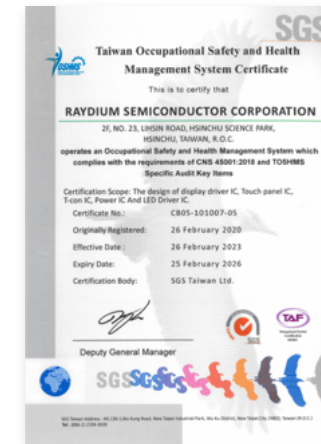 SGS
TOSHMS
Taiwan Occupational Safety and Health
Management System Certificate
This is to certify that
RAYDIUM SEMICONDUCTOR CORPORATION
2F, NO. 23, LIHSIN ROAD, HSINCHU SCIENCE PARK,
HSINCHU, TAIWAN, R.O.C.
operates an Occupational Safety and Health Management System which
complies with the requirements of CNS 45001:2018 and TOSHMS
Specific Audit Key Items
Certification Scope: The design of display driver IC, Touch panel IC,
T-con IC, Power IC And LED Driver IC.
Certificate No.: CB05-101007-05
Originally Registered: 26 February 2020
Effective Date : 26 February 2023
Expiry Date: 25 February 2026
Certification Body: SGS Taiwan Ltd.
Deputy General Manager
SGS
TAF
SGSSGSGS